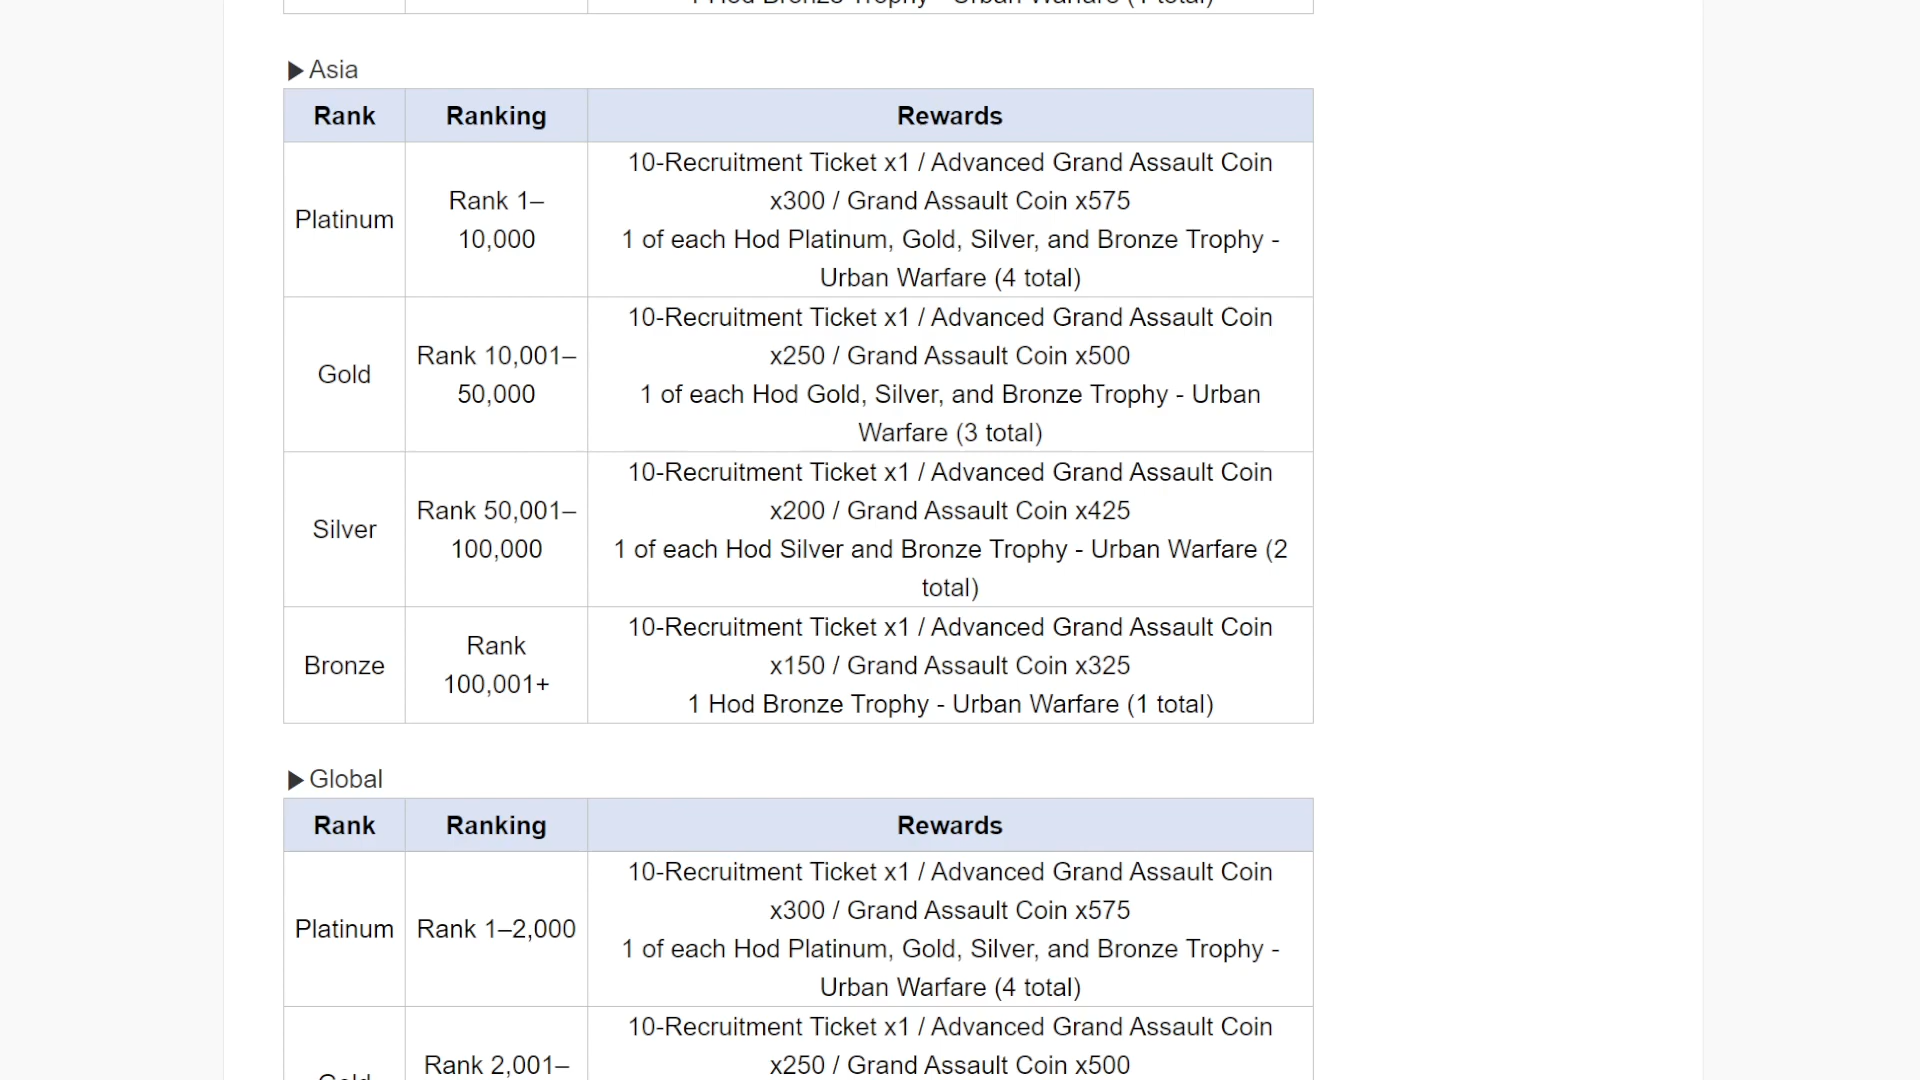 1 Hod Bronze Trophy - Urban Warfare (1 total)
▶Asia
Rank
Ranking
Rewards
Platinum
Rank 1–
10,000
10-Recruitment Ticket x1 / Advanced Grand Assault Coin
x300 / Grand Assault Coin x575
1 of each Hod Platinum, Gold, Silver, and Bronze Trophy -
Urban Warfare (4 total)
Gold
Rank 10,001–
50,000
10-Recruitment Ticket x1 / Advanced Grand Assault Coin
x250 / Grand Assault Coin x500
1 of each Hod Gold, Silver, and Bronze Trophy - Urban
Warfare (3 total)
Silver
Rank 50,001–
100,000
10-Recruitment Ticket x1 / Advanced Grand Assault Coin
x200 / Grand Assault Coin x425
1 of each Hod Silver and Bronze Trophy - Urban Warfare (2
total)
Bronze
Rank
100,001+
10-Recruitment Ticket x1 / Advanced Grand Assault Coin
x150 / Grand Assault Coin x325
1 Hod Bronze Trophy - Urban Warfare (1 total)
▶Global
Rank
Ranking
Rewards
Platinum
Rank 1–2,000
10-Recruitment Ticket x1 / Advanced Grand Assault Coin
x300 / Grand Assault Coin x575
1 of each Hod Platinum, Gold, Silver, and Bronze Trophy -
Urban Warfare (4 total)
Gold
Rank 2,001–
10-Recruitment Ticket x1 / Advanced Grand Assault Coin
x250 / Grand Assault Coin x500